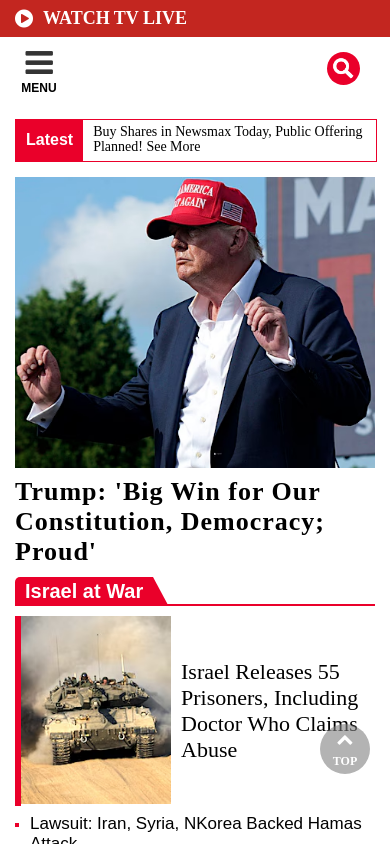 WATCH TV LIVE
MENU
Latest
Buy Shares in Newsmax Today, Public Offering
Planned! See More
AMERICA
AGAIN
MA
T
S
Trump: 'Big Win for Our
Constitution, Democracy;
Proud'
Israel at War
Israel Releases 55
Prisoners, Including
Doctor Who Claims
Abuse
TOP
Lawsuit: Iran, Syria, NKorea Backed Hamas
Attack